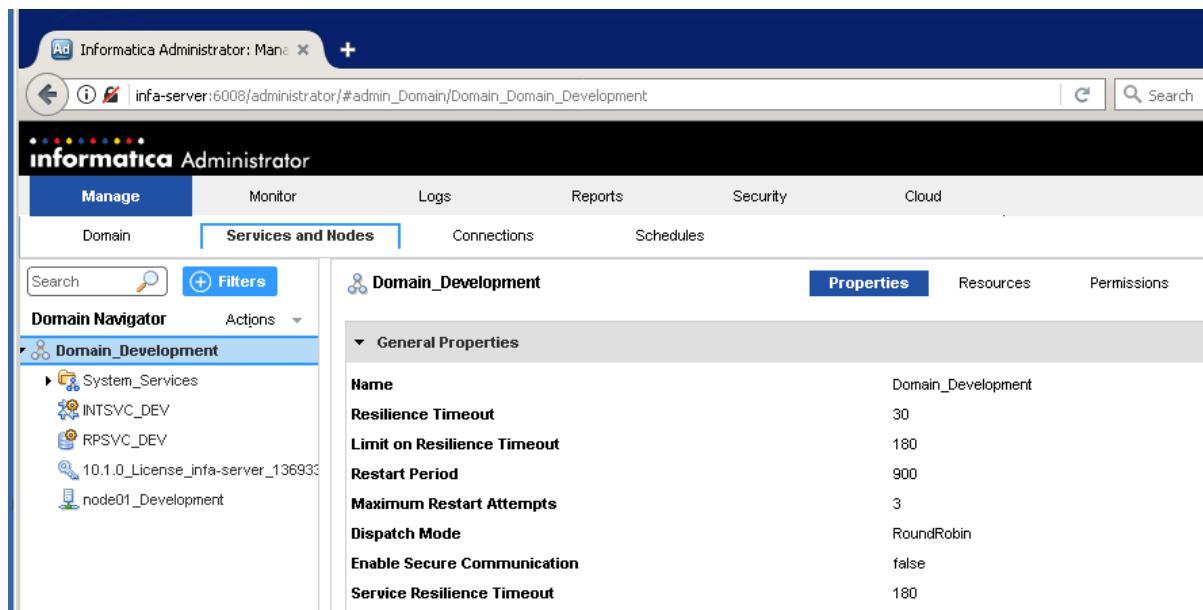 Ad Informatica Administrator: Mana
infa-server:6008/administrator/#admin_Domain/Domain_Domain_Development
Search
informatica Administrator
Manage Monitor Logs Reports Security Cloud
Domain Services and Nodes Connections Schedules
Search Filters
Domain_Development Properties Resources Permissions
Domain Navigator Actions
Domain_Development
System_Services
INTSVC_DEV
RPSVC_DEV
10.1.0_License_infa-server_136933
node01_Development
General Properties
Name Domain_Development
Resilience Timeout 30
Limit on Resilience Timeout 180
Restart Period 900
Maximum Restart Attempts 3
Dispatch Mode RoundRobin
Enable Secure Communication false
Service Resilience Timeout 180